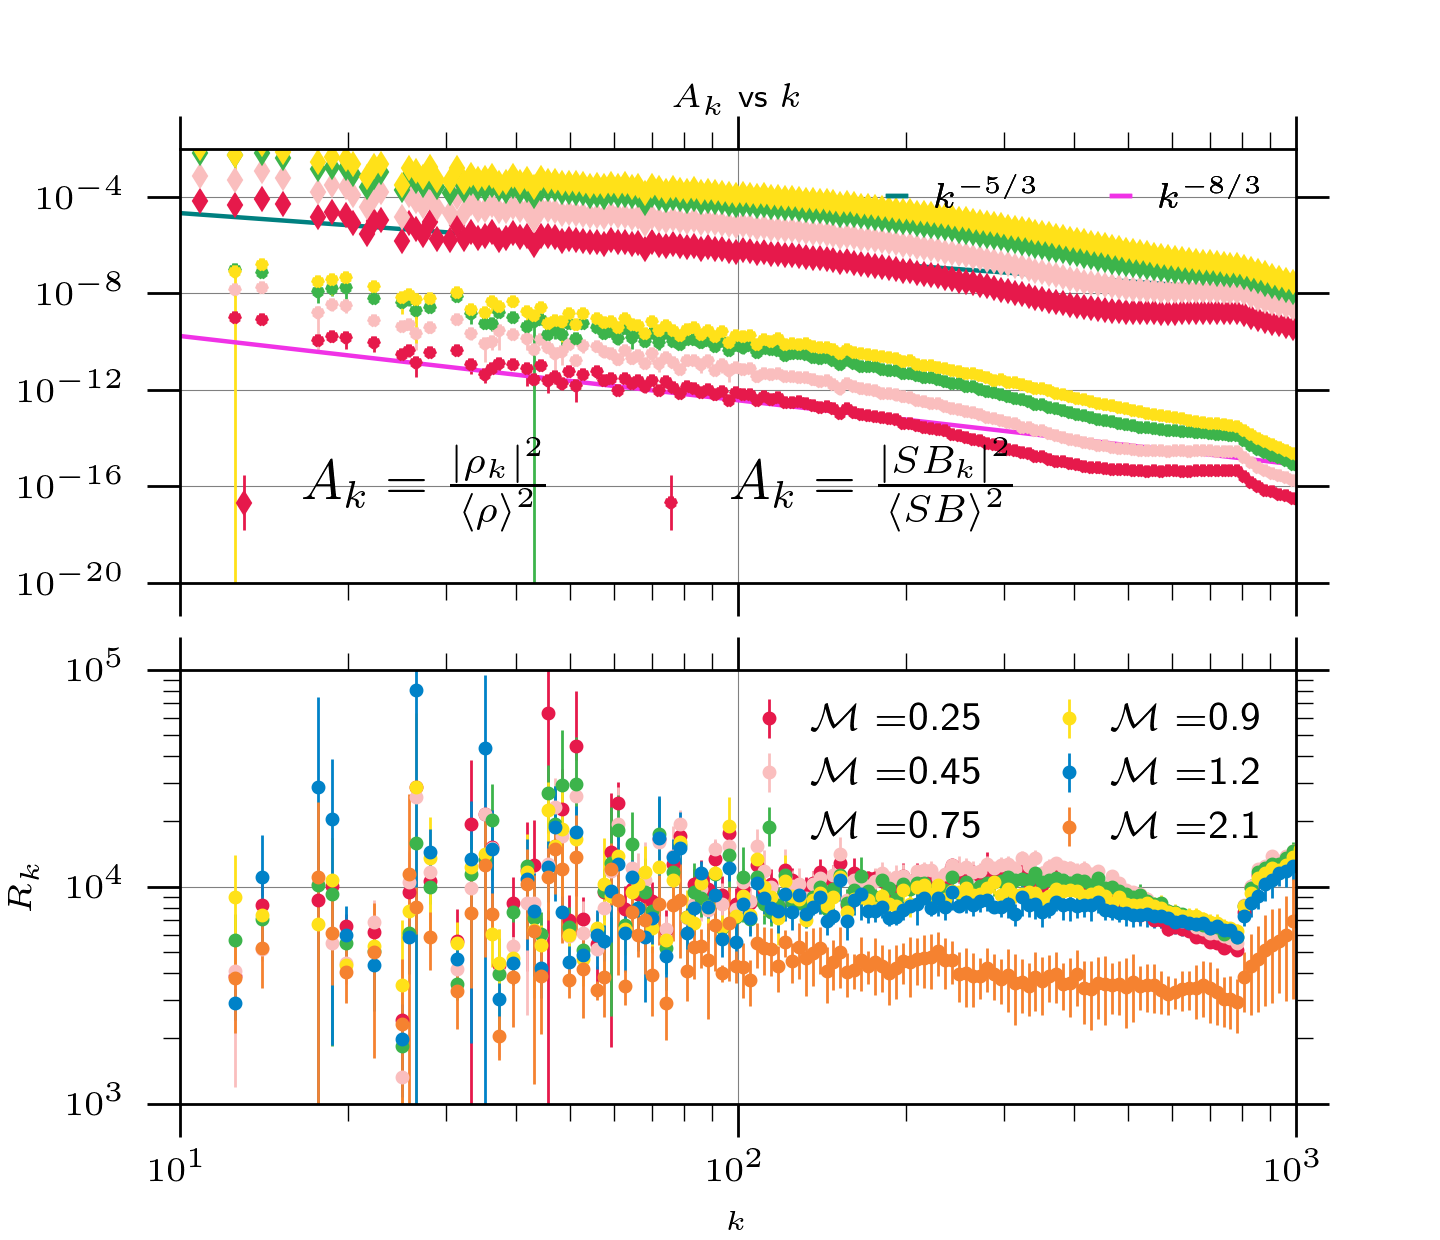 A_k vs k
10^{-4}
10^{-8}
10^{-12}
10^{-16}
10^{-20}
k^{-5/3} k^{-8/3}
A_k = \frac{|ρ_k|^2}{⟨ρ⟩^2} A_k = \frac{|SB_k|^2}{⟨SB⟩^2}
10^5
10^4
10^3
R_k
ℳ =0.25 ℳ =0.9
ℳ =0.45 ℳ =1.2
ℳ =0.75 ℳ =2.1
10^1 10^2 10^3
k